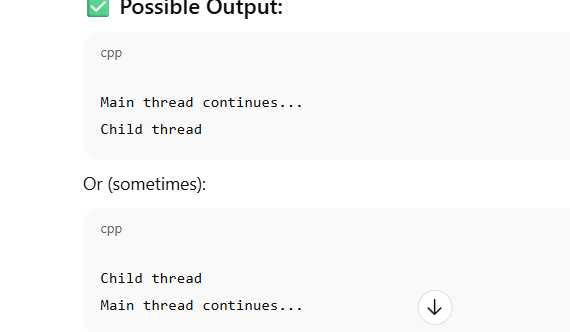 ✅ Possible Output:
cpp
Main thread continues...
Child thread
Or (sometimes):
cpp
Child thread
Main thread continues...